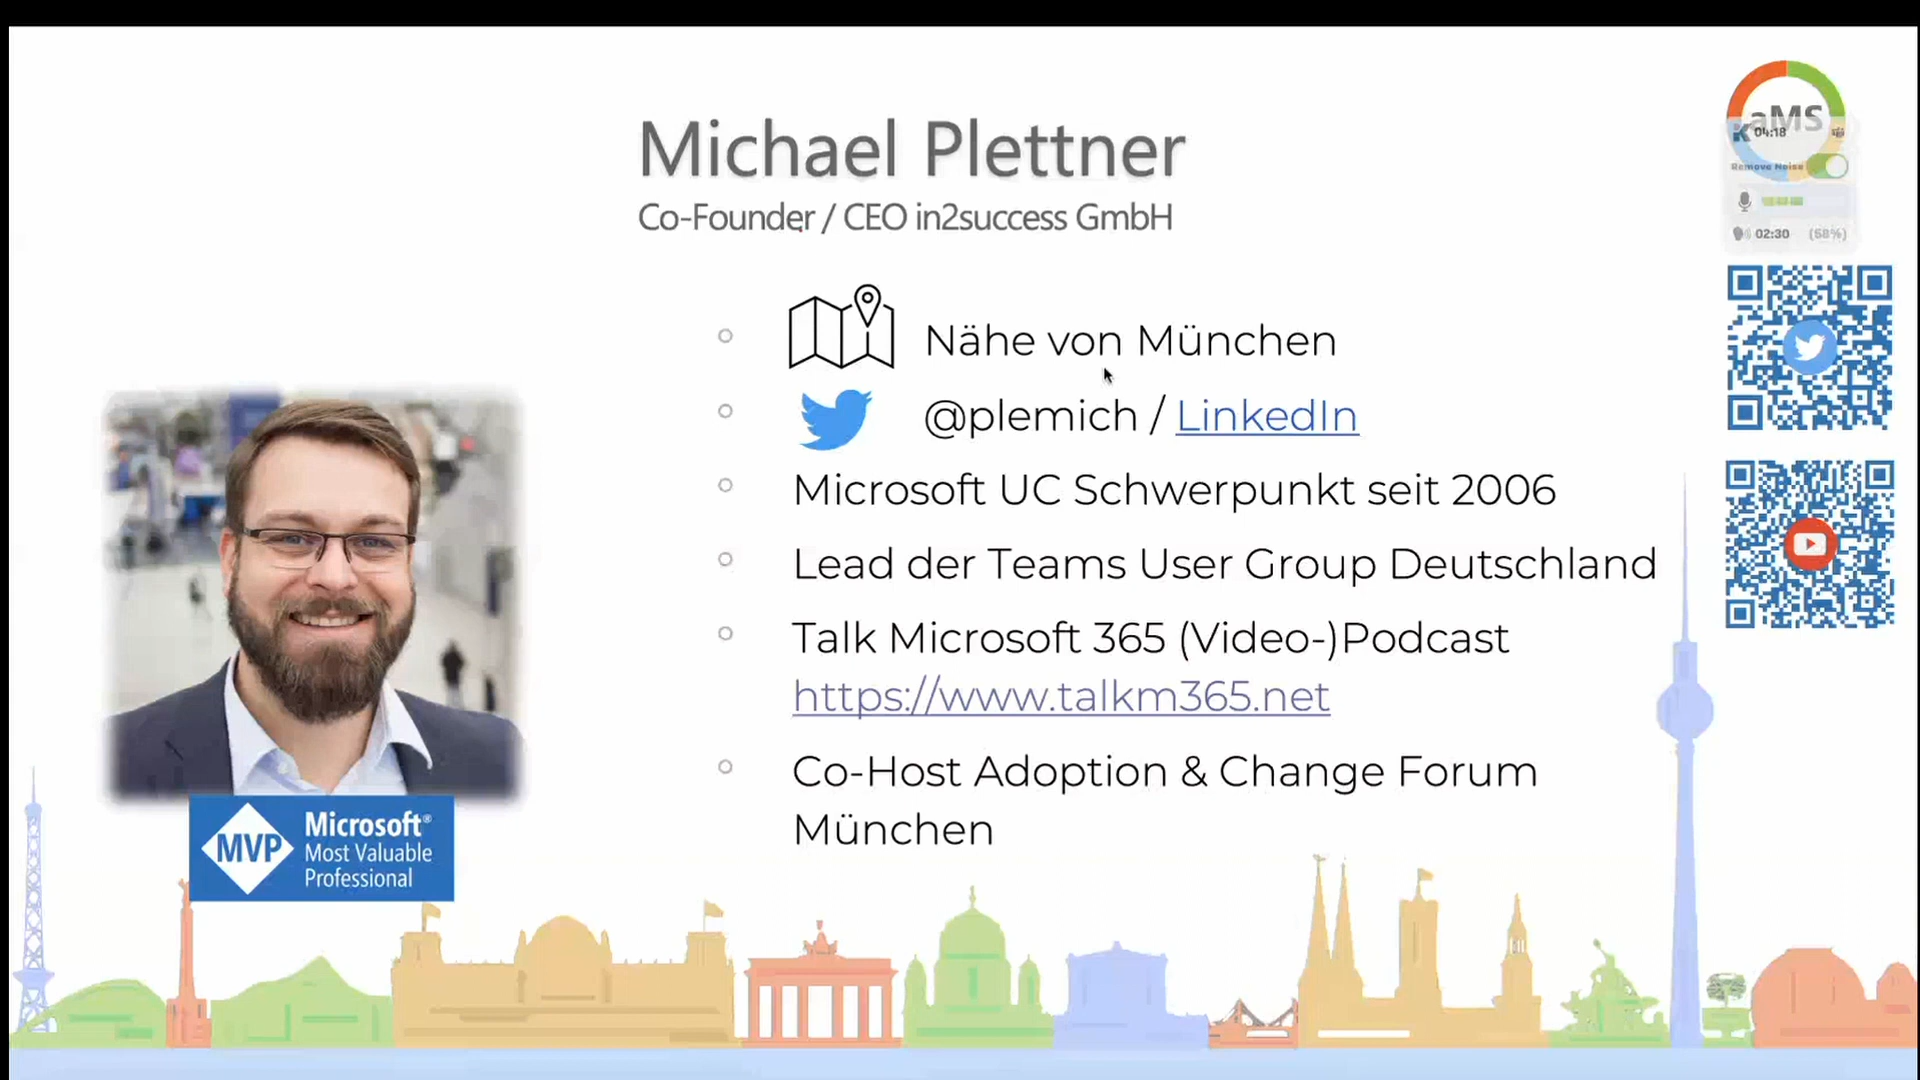 Michael Plettner
Co-Founder / CEO in2success GmbH
aMS
K 04:18
Remove Noise
02:30 (58%)
Nähe von München
@plemich / LinkedIn
Microsoft UC Schwerpunkt seit 2006
Lead der Teams User Group Deutschland
Talk Microsoft 365 (Video-)Podcast
https://www.talkm365.net
Co-Host Adoption & Change Forum
München
MVP
Microsoft®
Most Valuable
Professional